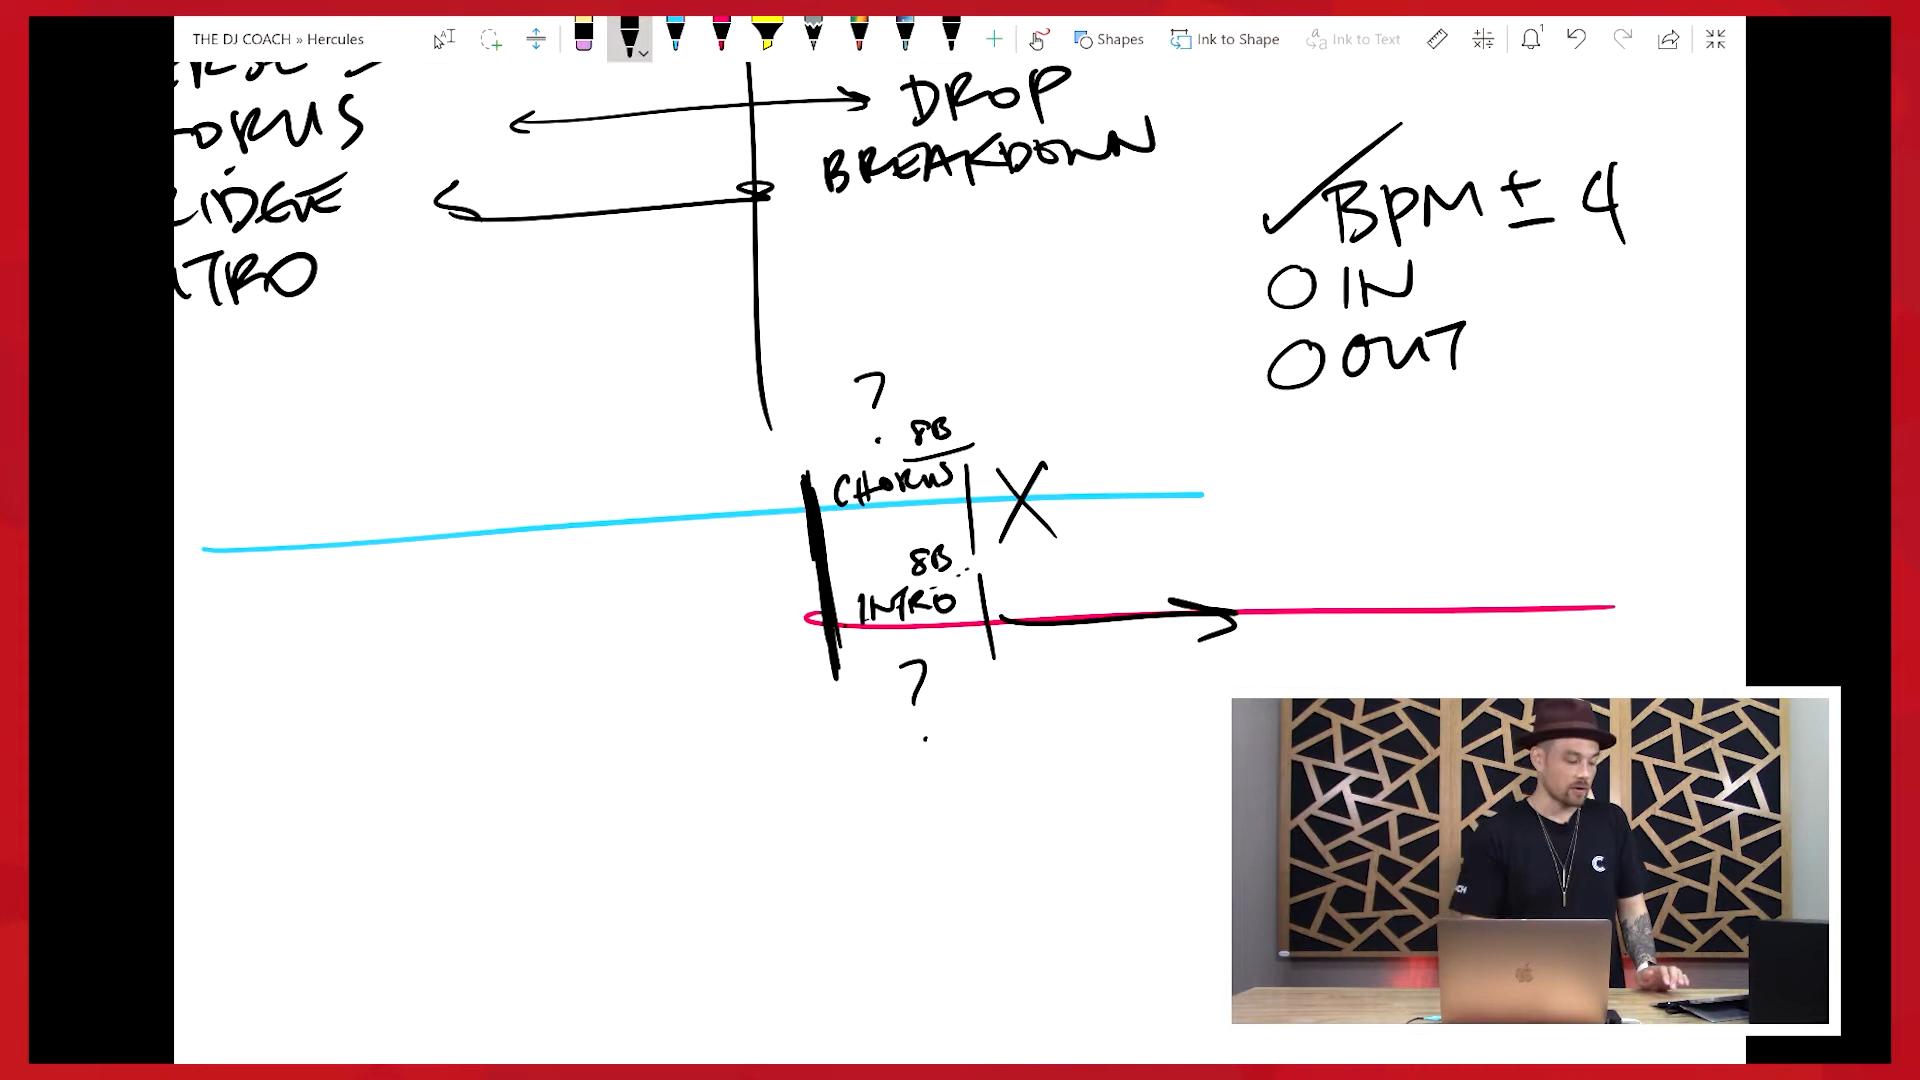 THE DJ COACH » Hercules
Shapes
Ink to Shape
Ink to Text
1
ORUS
DROP
BREAKDOWN
BPM ± 4
IDGE
IN
TRO
OUT
?
8B
CHORUS
X
8B
INTRO
?
C